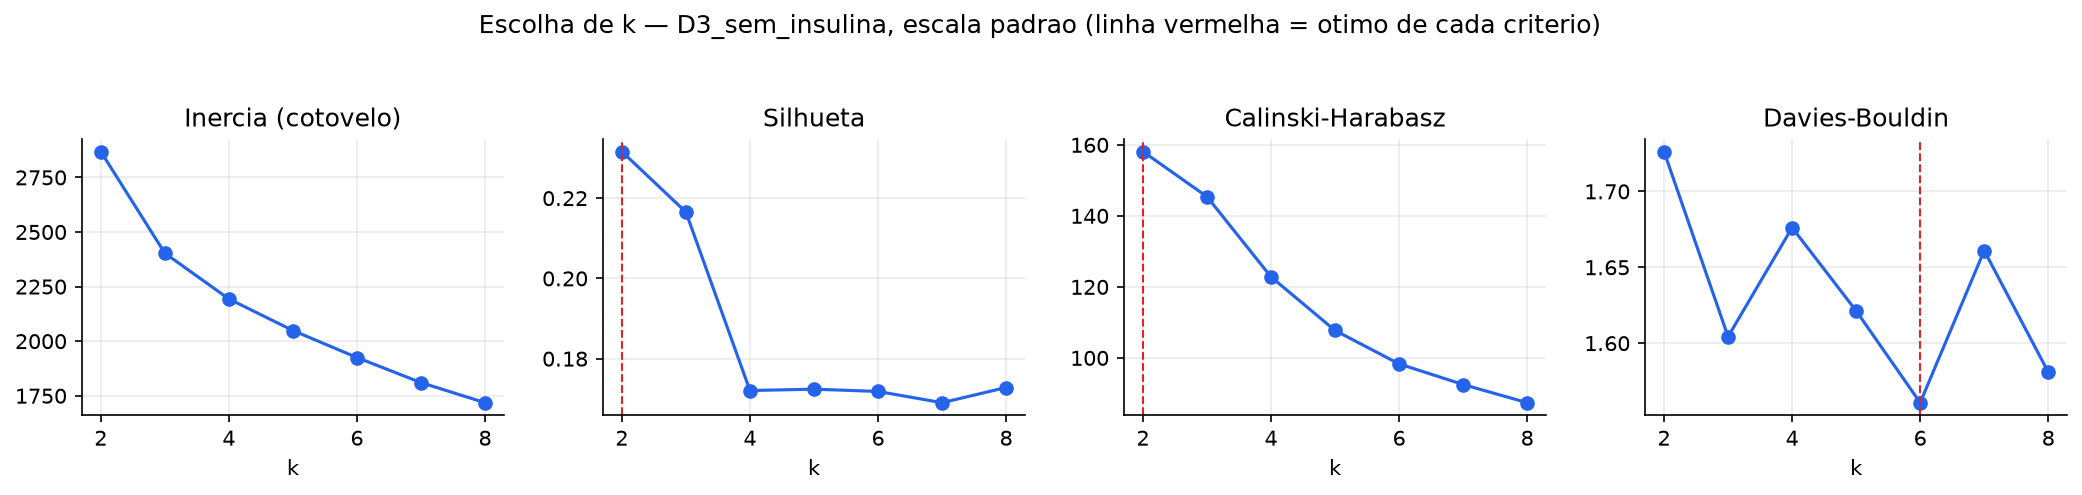 Escolha de k — D3_sem_insulina, escala padrao (linha vermelha = otimo de cada criterio)
Inercia (cotovelo)
2750
2500
2250
2000
1750
2 4 6 8
k
Silhueta
0.22
0.20
0.18
2 4 6 8
k
Calinski-Harabasz
160
140
120
100
2 4 6 8
k
Davies-Bouldin
1.70
1.65
1.60
2 4 6 8
k